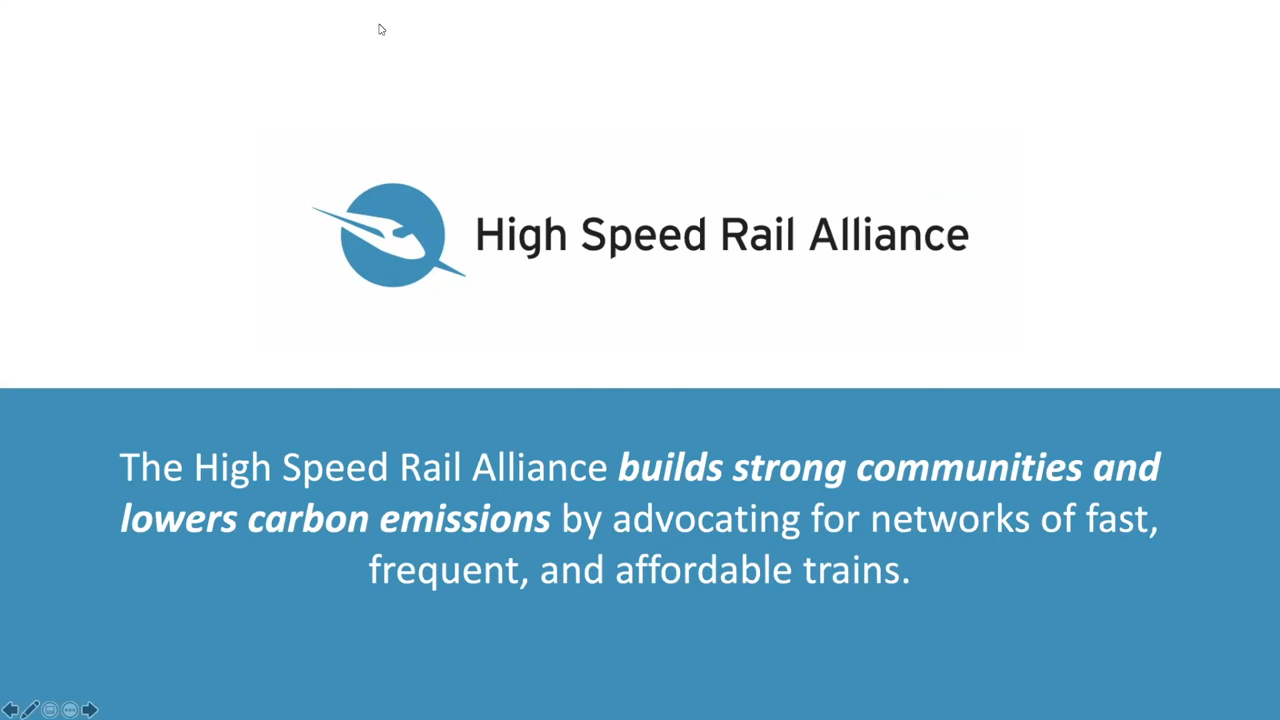 High Speed Rail Alliance
The High Speed Rail Alliance builds strong communities and
lowers carbon emissions by advocating for networks of fast,
frequent, and affordable trains.